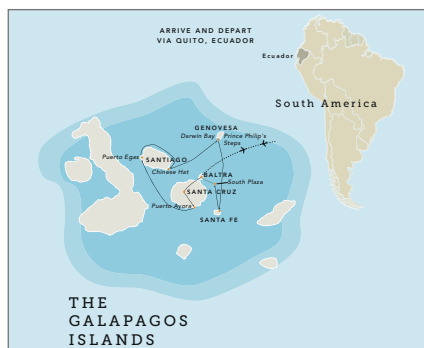 ARRIVE AND DEPART
VIA QUITO, ECUADOR
Ecuador
South America
GENOVESA
Darwin Bay
Prince Philip's
Steps
Puerto Egas
SANTIAGO
Chinese Hat
BALTRA
South Plaza
SANTA CRUZ
Puerto Ayora
SANTA FE
THE
GALAPAGOS
ISLANDS